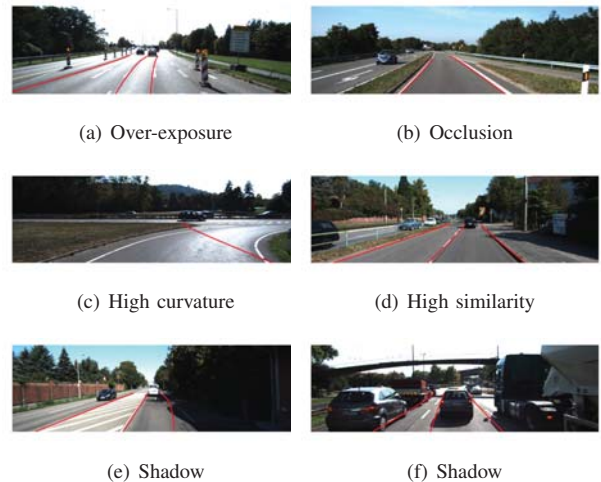 (a) Over-exposure
(b) Occlusion
(c) High curvature
(d) High similarity
(e) Shadow
(f) Shadow